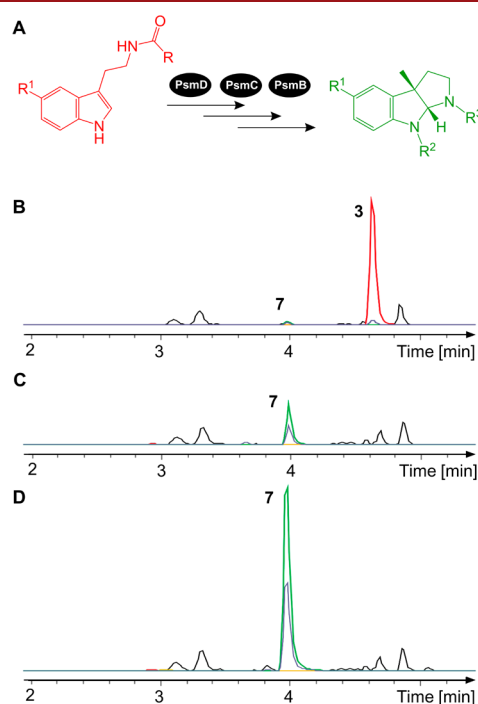 A
O
HN
R
R¹
N
H
PsmD PsmC PsmB
R¹
N
R³
N
H
R²
B
3
7
2 3 4 Time [min]
C
7
2 3 4 Time [min]
D
7
2 3 4 Time [min]